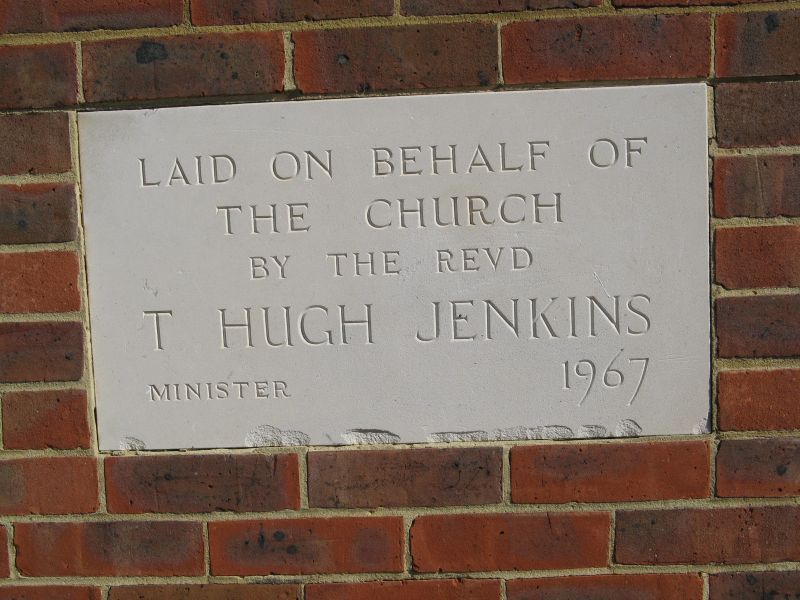 LAID ON BEHALF OF
THE CHURCH
BY THE REVD
T HUGH JENKINS
MINISTER 1967